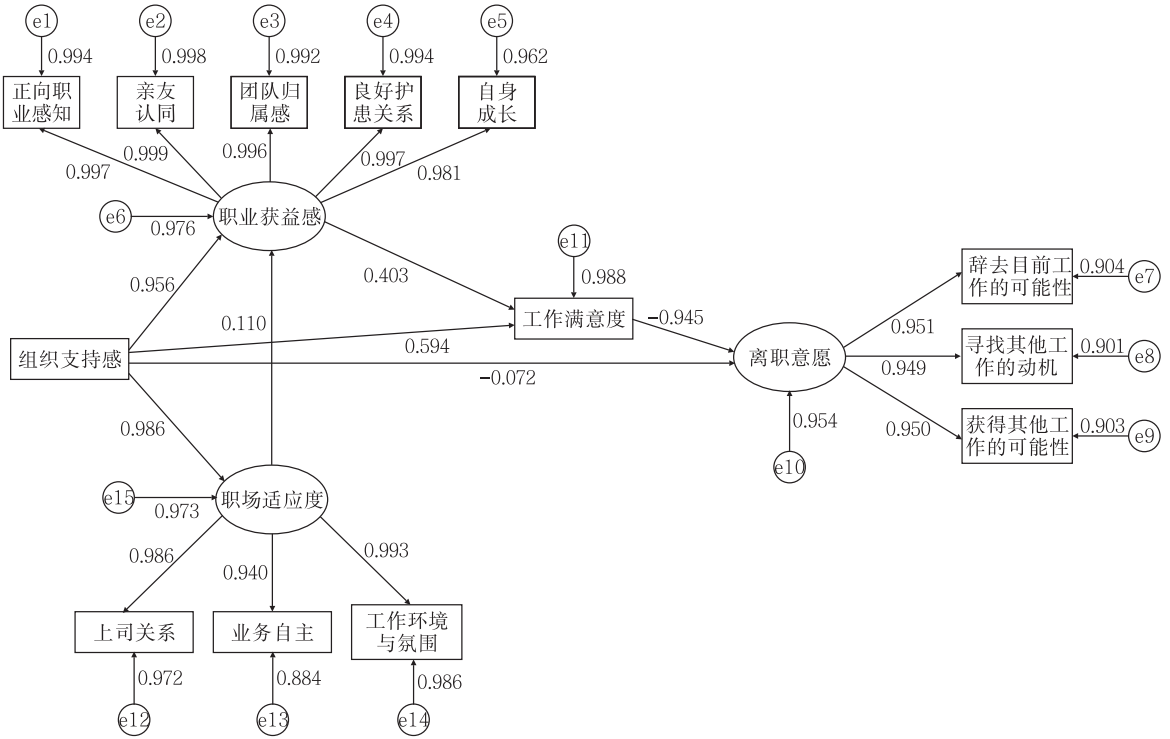 e1
e2
e3
e4
e5
0.994
0.998
0.992
0.994
0.962
正向职
业感知
亲友
认同
团队归
属感
良好护
患关系
自身
成长
0.997
0.999
0.996
0.997
0.981
e6
0.976
职业获益感
e11
0.988
0.956
0.403
0.110
工作满意度
-0.945
辞去目前工
作的可能性
0.904
e7
0.951
组织支持感
0.594
-0.072
离职意愿
0.949
寻找其他工
作的动机
0.901
e8
0.986
0.954
e10
0.950
获得其他工
作的可能性
0.903
e9
e15
0.973
职场适应度
0.986
0.940
0.993
上司关系
业务自主
工作环境
与氛围
0.972
0.884
0.986
e12
e13
e14